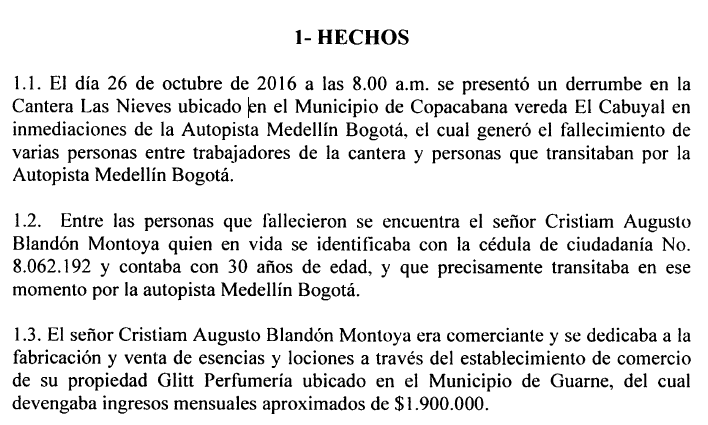 1- HECHOS
1.1. El día 26 de octubre de 2016 a las 8.00 a.m. se presentó un derrumbe en la
Cantera Las Nieves ubicado en el Municipio de Copacabana vereda El Cabuyal en
inmediaciones de la Autopista Medellín Bogotá, el cual generó el fallecimiento de
varias personas entre trabajadores de la cantera y personas que transitaban por la
Autopista Medellín Bogotá.
1.2. Entre las personas que fallecieron se encuentra el señor Cristiam Augusto
Blandón Montoya quien en vida se identificaba con la cédula de ciudadanía No.
8.062.192 y contaba con 30 años de edad, y que precisamente transitaba en ese
momento por la autopista Medellín Bogotá.
1.3. El señor Cristiam Augusto Blandón Montoya era comerciante y se dedicaba a la
fabricación y venta de esencias y lociones a través del establecimiento de comercio
de su propiedad Glitt Perfumería ubicado en el Municipio de Guarne, del cual
devengaba ingresos mensuales aproximados de $1.900.000.